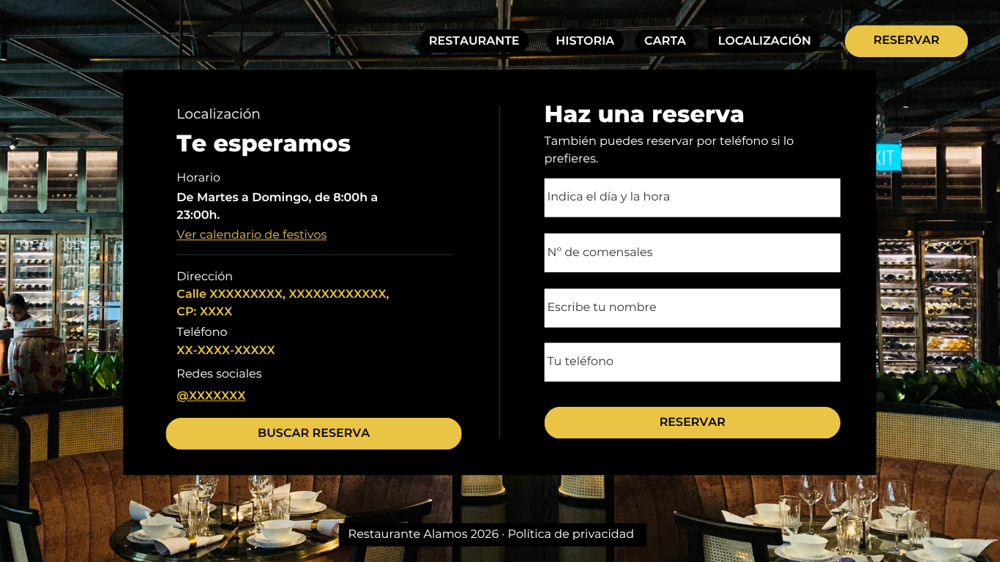 RESTAURANTE
HISTORIA
CARTA
LOCALIZACIÓN
RESERVAR
Localización
Te esperamos
Horario
De Martes a Domingo, de 8:00h a
23:00h.
Ver calendario de festivos
Dirección
Calle XXXXXXXXX, XXXXXXXXXXXX,
CP: XXXX
Teléfono
XX-XXXX-XXXXX
Redes sociales
@XXXXXXX
BUSCAR RESERVA
Haz una reserva
También puedes reservar por teléfono si lo
prefieres.
Indica el día y la hora
Nº de comensales
Escribe tu nombre
Tu teléfono
RESERVAR
Restaurante Alamos 2026 · Política de privacidad